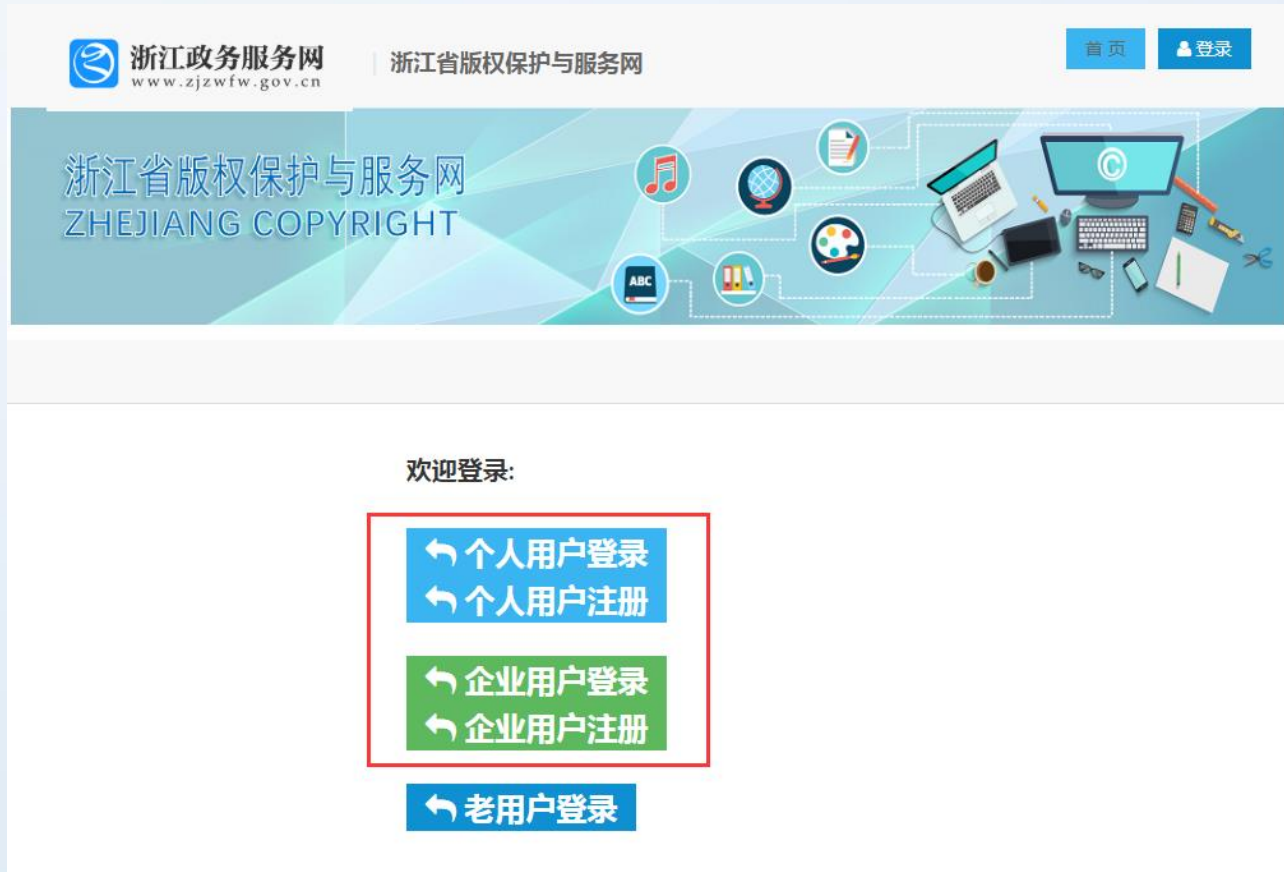 浙江政务服务网
www.zjzwfw.gov.cn
浙江省版权保护与服务网
首页
登录
浙江省版权保护与服务网
ZHEJIANG COPYRIGHT
©
ABC
欢迎登录:
个人用户登录
个人用户注册
企业用户登录
企业用户注册
老用户登录